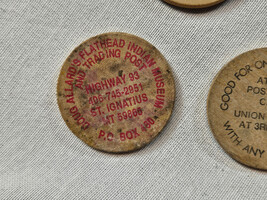 DOUG ALLARD'S FLATHEAD INDIAN MUSEUM
AND TRADING POST
HIGHWAY 93
406-745-2951
ST. IGNATIUS
MT 59865
P.O. BOX 460
GOOD FOR ON
AT
POS
UNION
AT 3R
WITH ANY